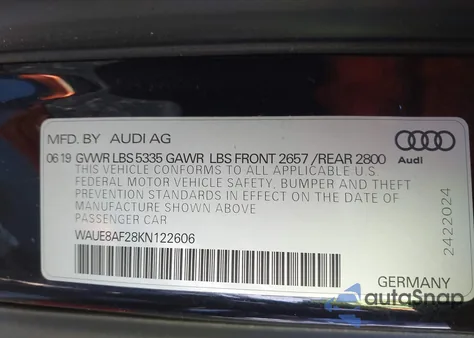 MFD. BY AUDI AG
06 19 GVWR LBS 5335 GAWR LBS FRONT 2657 /REAR 2800
THIS VEHICLE CONFORMS TO ALL APPLICABLE U.S.
FEDERAL MOTOR VEHICLE SAFETY, BUMPER AND THEFT
PREVENTION STANDARDS IN EFFECT ON THE DATE OF
MANUFACTURE SHOWN ABOVE
PASSENGER CAR
WAUE8AF28KN122606
Audi
2422024
GERMANY
autoSnap